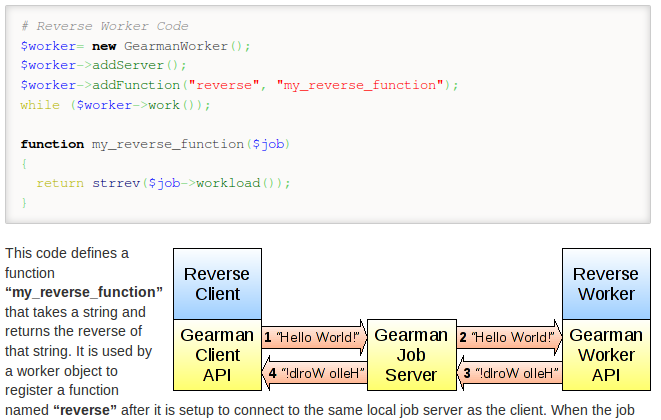 # Reverse Worker Code
$worker= new GearmanWorker();
$worker->addServer();
$worker->addFunction("reverse", "my_reverse_function");
while ($worker->work());
function my_reverse_function($job)
{
return strrev($job->workload());
}
This code defines a
function
“my_reverse_function”
that takes a string and
returns the reverse of
that string. It is used by
a worker object to
register a function
named “reverse” after it is setup to connect to the same local job server as the client. When the job
Reverse
Client
Gearman
Client
API
1 “Hello World!”
4 “!dlroW olleH”
Gearman
Job
Server
2 “Hello World!”
3 “!dlroW olleH”
Reverse
Worker
Gearman
Worker
API